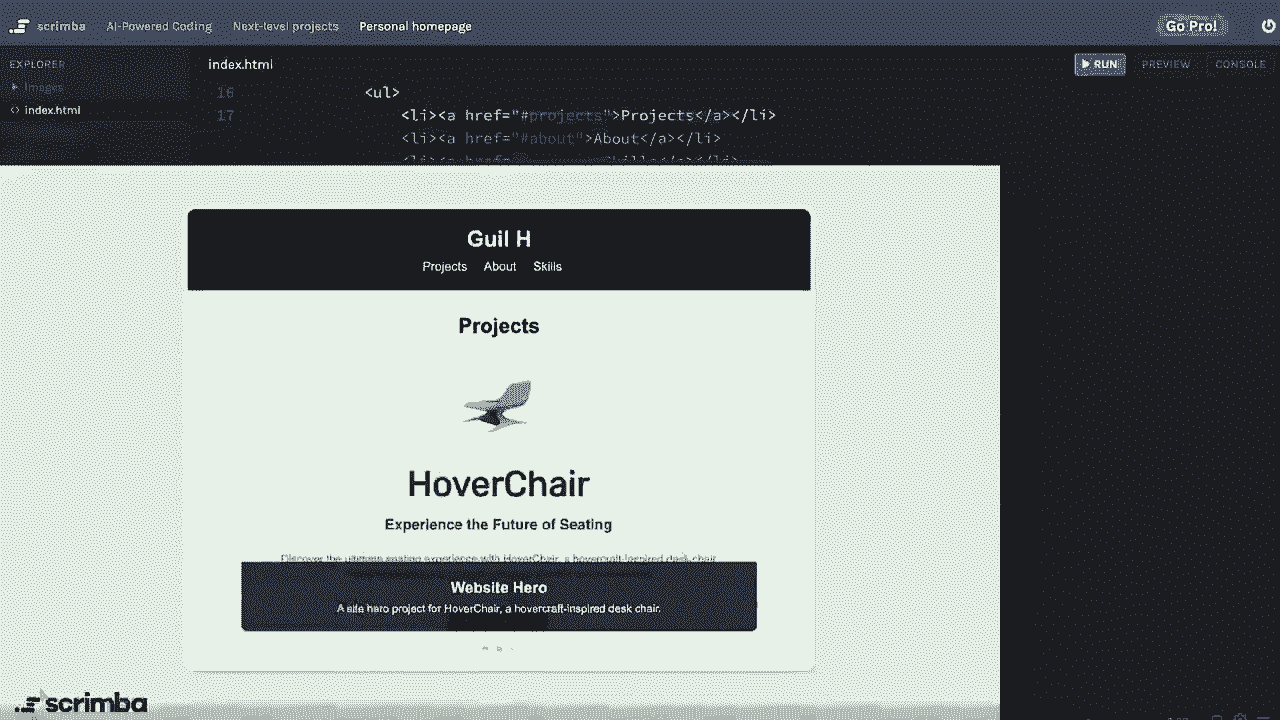 scrimba AI-Powered Coding Next-level projects Personal homepage Go Pro!
EXPLORER index.html RUN PREVIEW CONSOLE
Images
index.html
16 <ul>
17 <li><a href="#projects">Projects</a></li>
<li><a href="#about">About</a></li>
Guil H
Projects About Skills
Projects
HoverChair
Experience the Future of Seating
Discover the ultimate seating experience with HoverChair, a hovercraft-inspired desk chair
Website Hero
A site hero project for HoverChair, a hovercraft-inspired desk chair.
scrimba